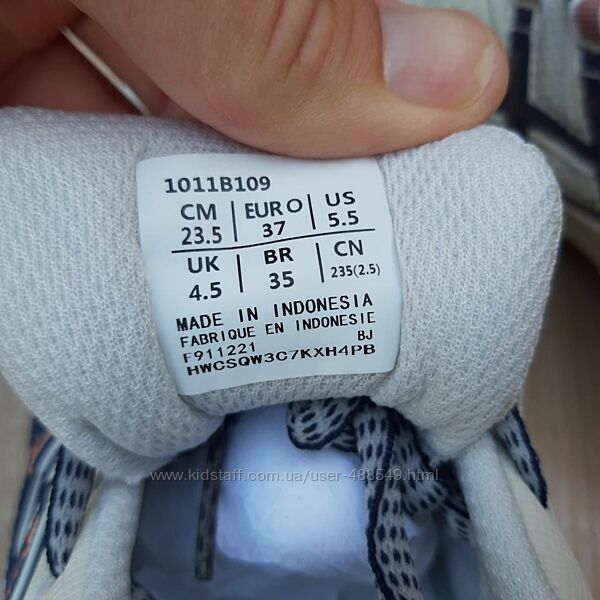 1011B109
CM EURO US
23.5 37 5.5
UK BR CN
4.5 35 235(2.5)
MADE IN INDONESIA
FABRIQUE EN INDONESIE
F911221 BJ
HWCSQW3C7KXH4PB
www.kidstaff.com.ua/user-488549.html